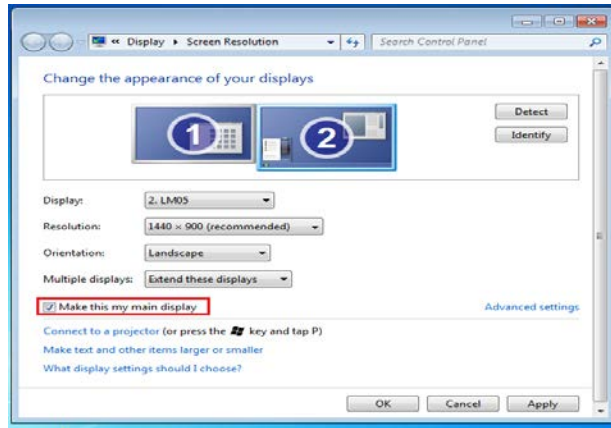 « Display ▸ Screen Resolution
Search Control Panel
Change the appearance of your displays
1
2
Detect
Identify
Display: 2. LM05
Resolution: 1440 × 900 (recommended)
Orientation: Landscape
Multiple displays: Extend these displays
Make this my main display
Advanced settings
Connect to a projector (or press the key and tap P)
Make text and other items larger or smaller
What display settings should I choose?
OK Cancel Apply